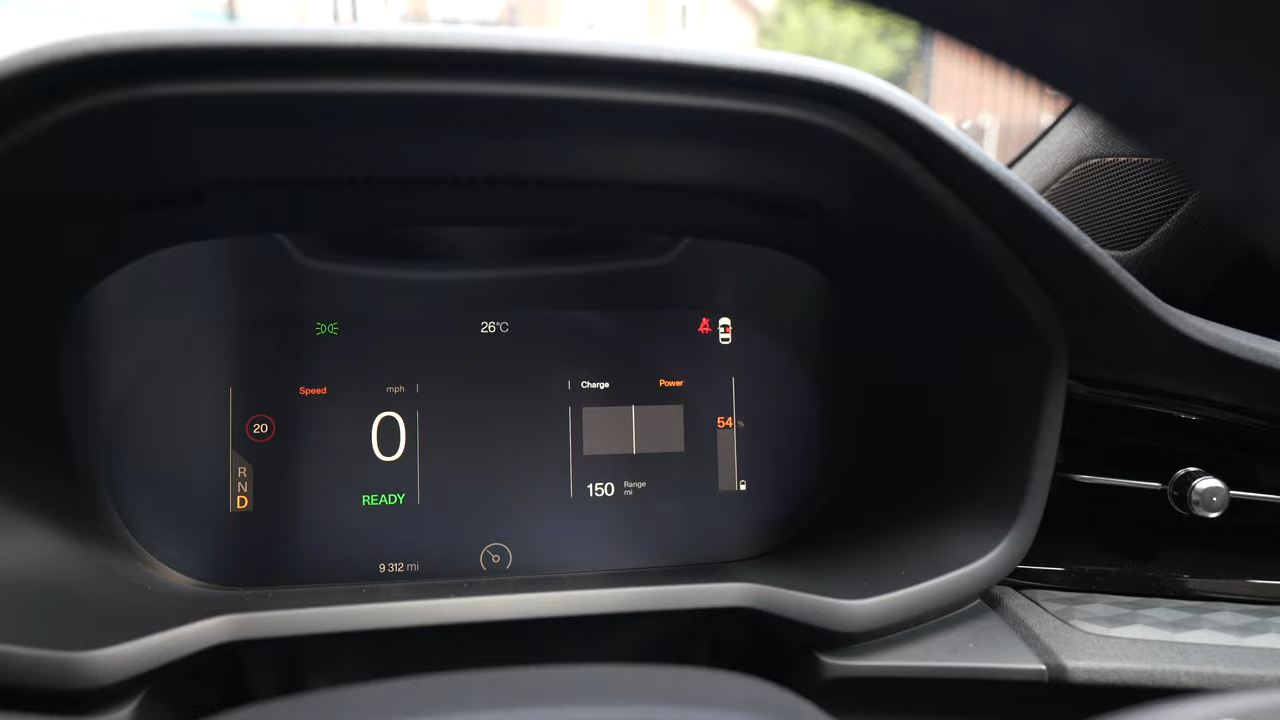 26°C
Speed
mph
20
0
R
N
D
READY
Charge
Power
54 %
150 Range
mi
9 312 mi